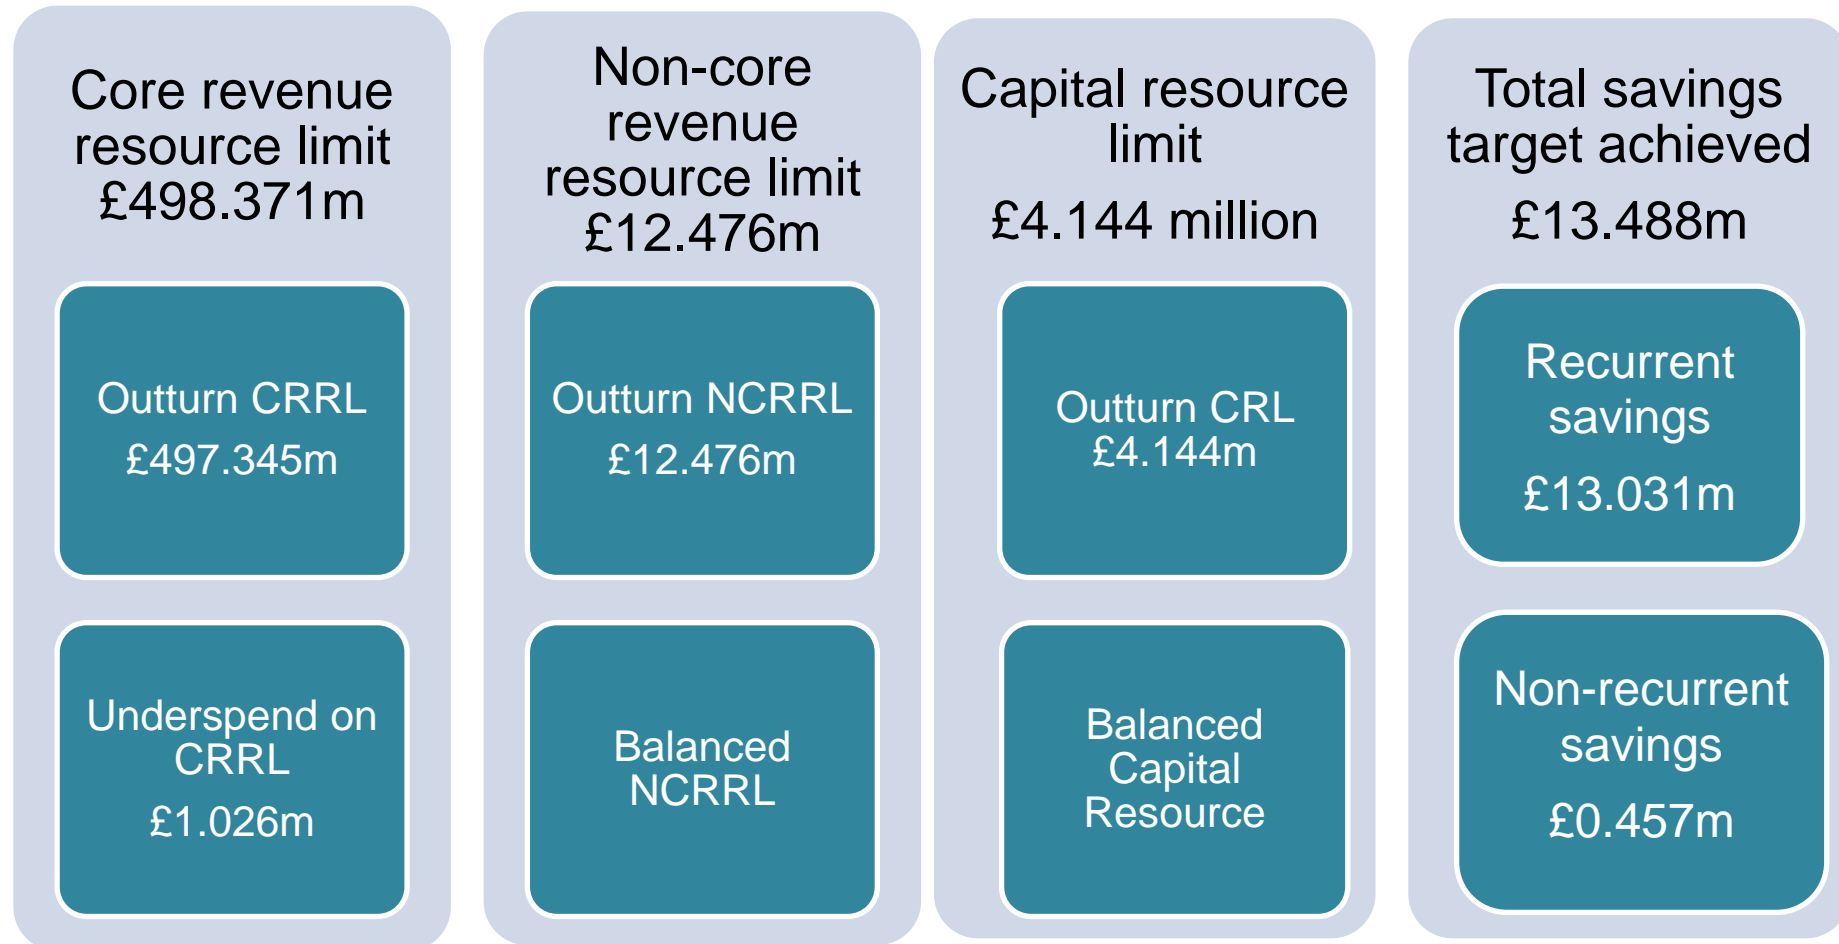 Core revenue
resource limit
£498.371m
Outturn CRRL
£497.345m
Underspend on
CRRL
£1.026m
Non-core
revenue
resource limit
£12.476m
Outturn NCRRL
£12.476m
Balanced
NCRRL
Capital resource
limit
£4.144 million
Outturn CRL
£4.144m
Balanced
Capital
Resource
Total savings
target achieved
£13.488m
Recurrent
savings
£13.031m
Non-recurrent
savings
£0.457m